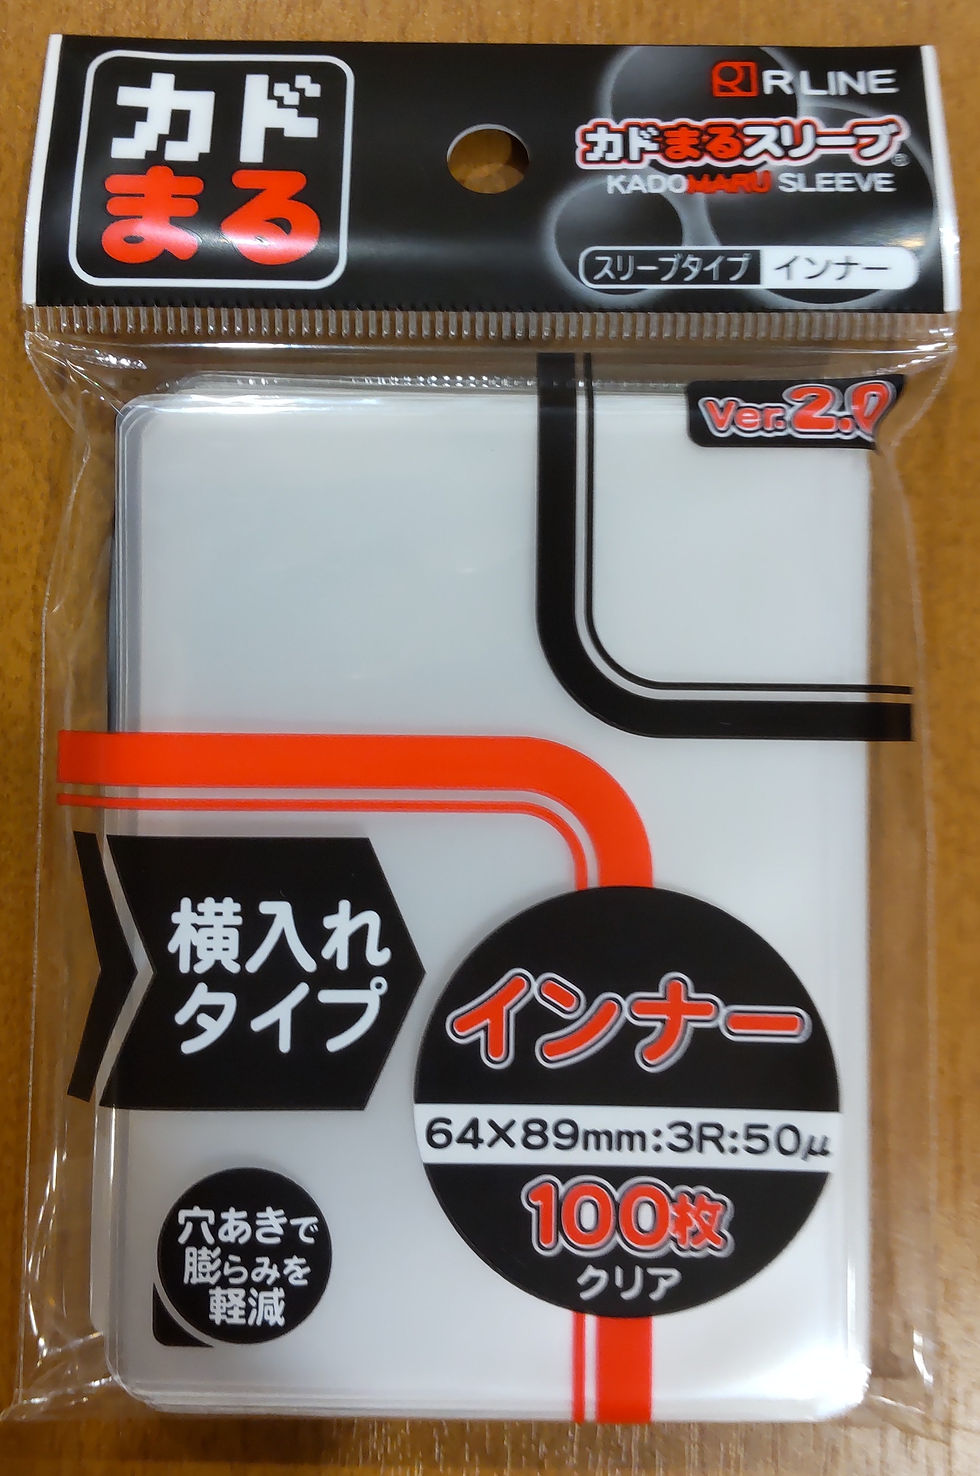 カド
まる
R LINE
カドまるスリーブ®
KADOMARU SLEEVE
スリーブタイプ インナー
Ver.2.0
横入れ
タイプ
インナー
64×89mm:3R:50μ
100枚
クリア
穴あきで
膨らみを
軽減